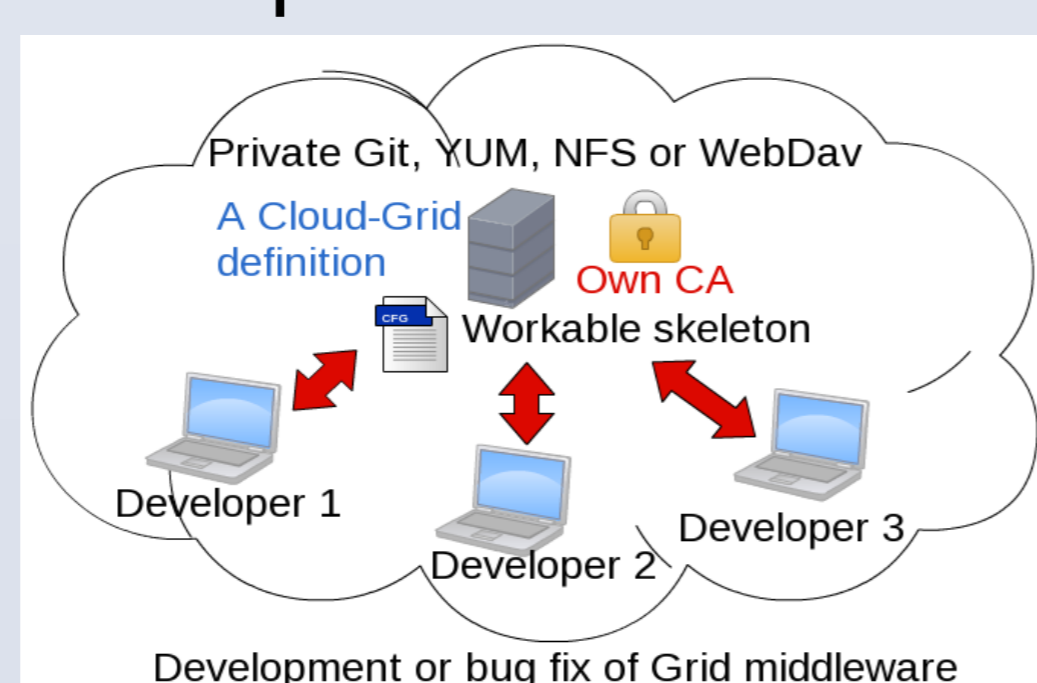 Private Git, YUM, NFS or WebDav
A Cloud-Grid
definition
Own CA
CFG
Workable skeleton
Developer 1
Developer 2
Developer 3
Development or bug fix of Grid middleware